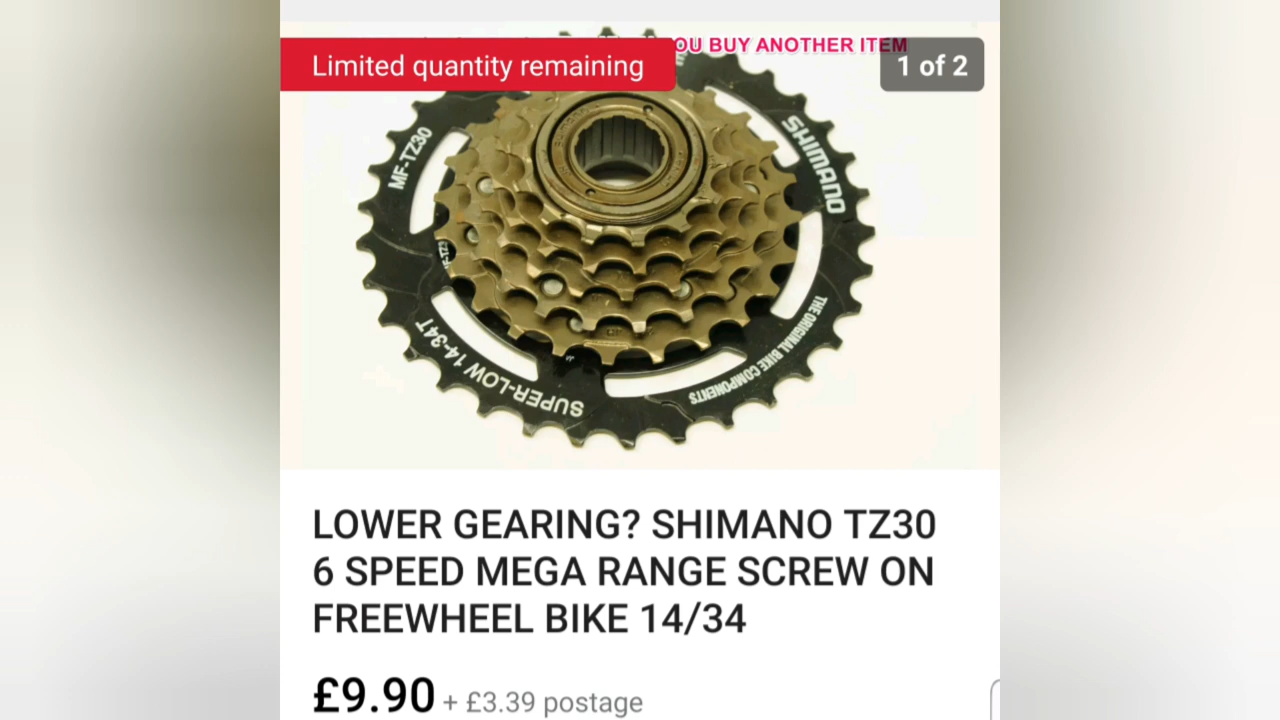 OU BUY ANOTHER ITEM
Limited quantity remaining
1 of 2
MF-TZ30
SHIMANO
SUPER-LOW 14-34T
THE ORIGINAL BIKE COMPONENTS
LOWER GEARING? SHIMANO TZ30
6 SPEED MEGA RANGE SCREW ON
FREEWHEEL BIKE 14/34
£9.90 + £3.39 postage